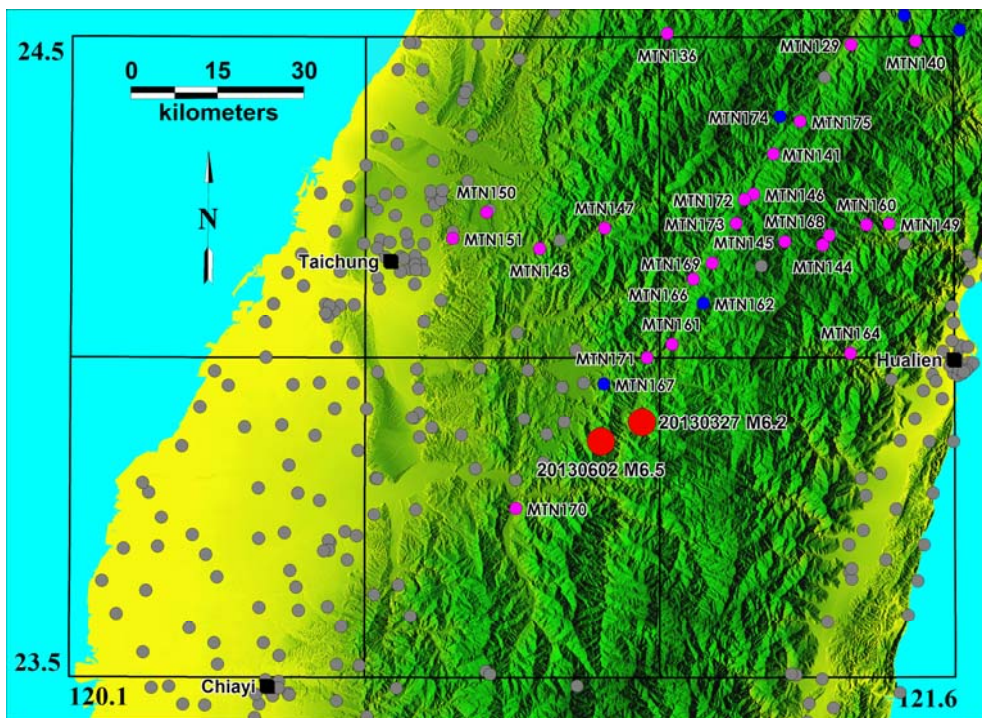 24.5
0 15 30
kilometers
N
MTN136
MTN129
MTN140
MTN174
MTN175
MTN141
MTN150
MTN147
MTN172
MTN146
MTN160
MTN151
MTN173
MTN168
MTN149
Taichung
MTN148
MTN145
MTN169
MTN144
MTN166
MTN162
MTN161
MTN164
MTN171
Hualien
MTN167
20130327 M6.2
20130602 M6.5
MTN170
23.5
Chiayi
120.1
121.6